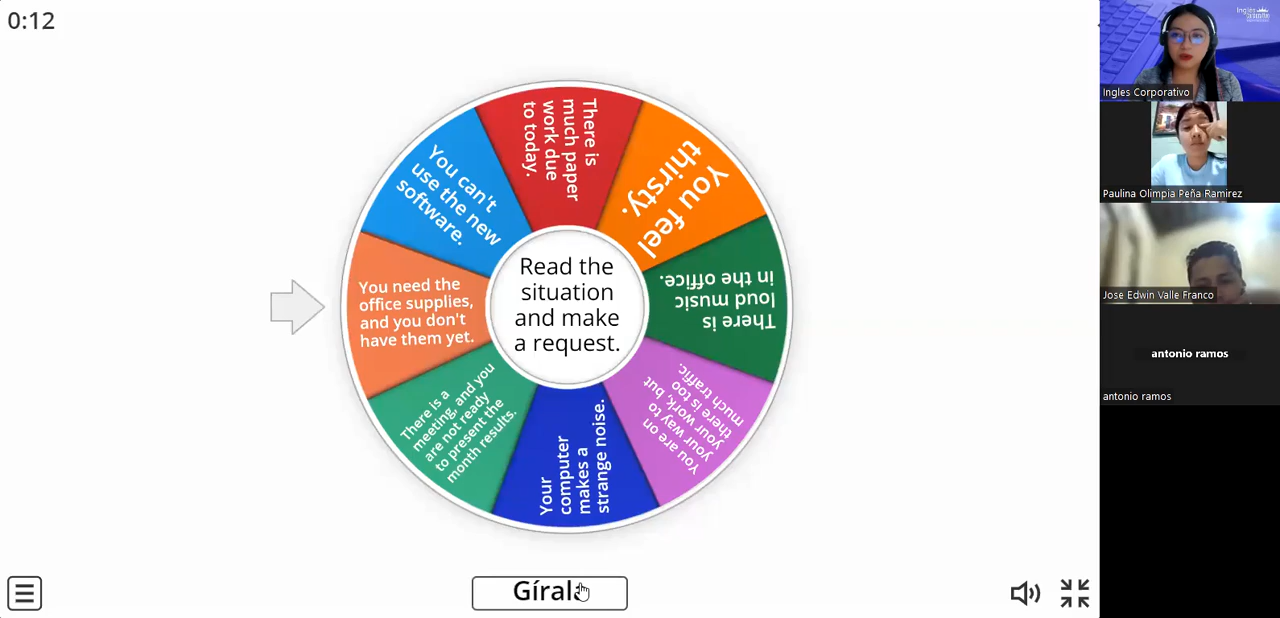 0:12
There is
much paper
work due
to today.
You feel
thirsty.
There is
loud music
in the office.
You are on
your way to
your work, but
there is too
much traffic.
Your
computer
makes a
strange noise.
There is a
meeting, and you
are not ready
to present the
month results.
You need the
office supplies,
and you don't
have them yet.
You can't
use the new
software.
Read the
situation
and make
a request.
Ingles Corporativo
Paulina Olimpia Peña Ramirez
Jose Edwin Valle Franco
antonio ramos
antonio ramos